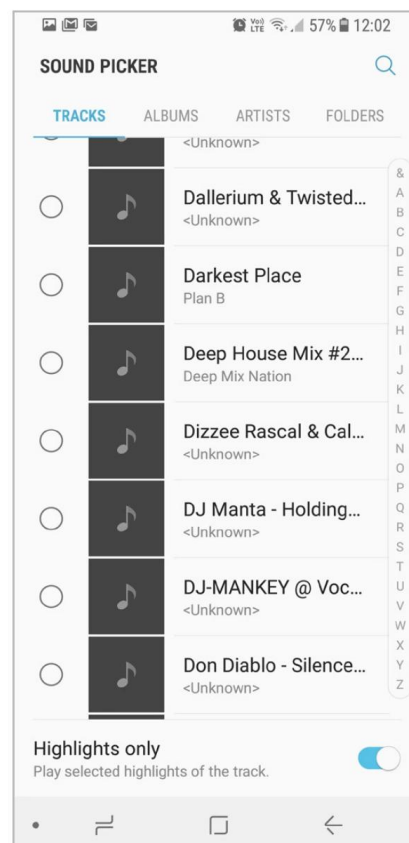 Vo))
LTE 57% 12:02
SOUND PICKER
TRACKS ALBUMS ARTISTS FOLDERS
<Unknown>
Dallerium & Twisted...
<Unknown>
Darkest Place
Plan B
Deep House Mix #2...
Deep Mix Nation
Dizzee Rascal & Cal...
<Unknown>
DJ Manta - Holding...
<Unknown>
DJ-MANKEY @ Voc...
<Unknown>
Don Diablo - Silence...
<Unknown>
&
A
B
C
D
E
F
G
H
I
J
K
L
M
N
O
P
Q
R
S
T
U
V
W
X
Y
Z
Highlights only
Play selected highlights of the track.